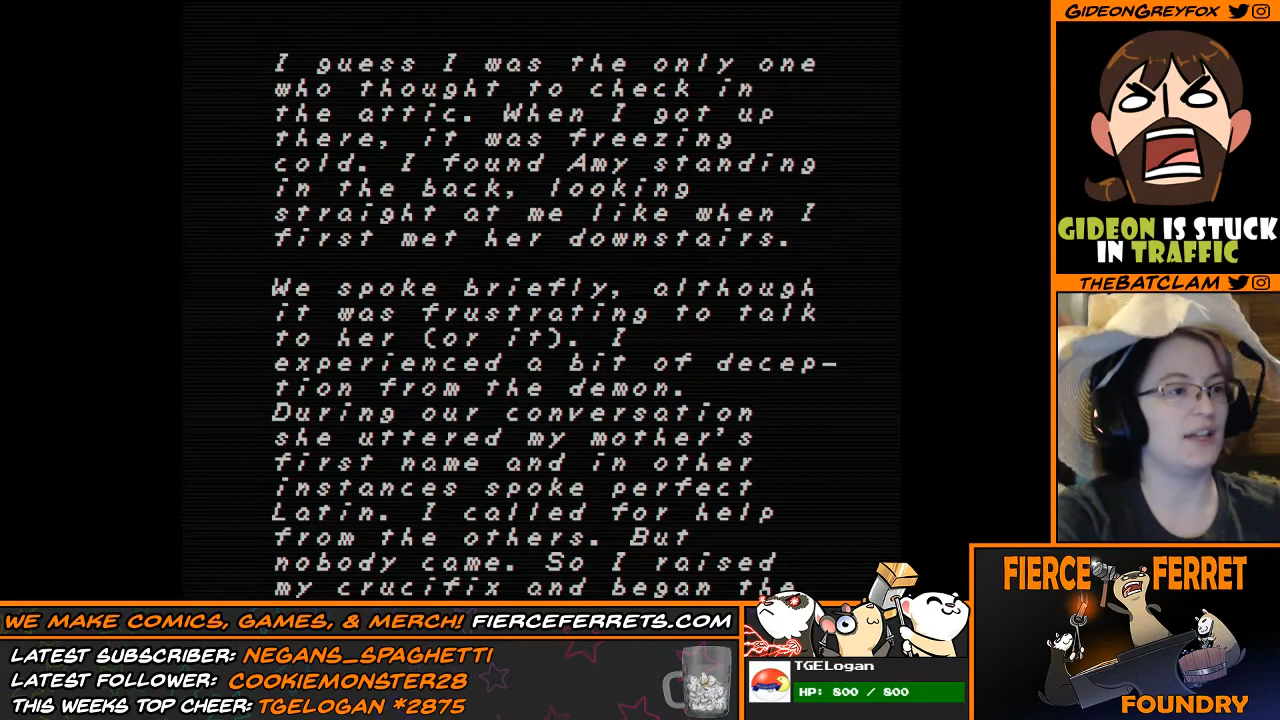 I guess I was the only one
who thought to check in
the attic. When I got up
there, it was freezing
cold. I found Amy standing
in the back, looking
straight at me like when I
first met her downstairs.
We spoke briefly, although
it was frustrating to talk
to her (or it). I
experienced a bit of decep-
tion from the demon.
During our conversation
she uttered my mother's
first name and in other
instances spoke perfect
Latin. I called for help
from the others. But
nobody came. So I raised
my crucifix and began the
GIDEONGREYFOX
GIDEON IS STUCK
IN TRAFFIC
THEBATCLAM
FIERCE FERRET
FOUNDRY
WE MAKE COMICS, GAMES, & MERCH! FIERCEFERRETS.COM
LATEST SUBSCRIBER: NEGANS_SPAGHETTI
LATEST FOLLOWER: COOKIEMONSTER28
THIS WEEKS TOP CHEER: TGELOGAN *2875
TGELogan
HP: 800 / 800